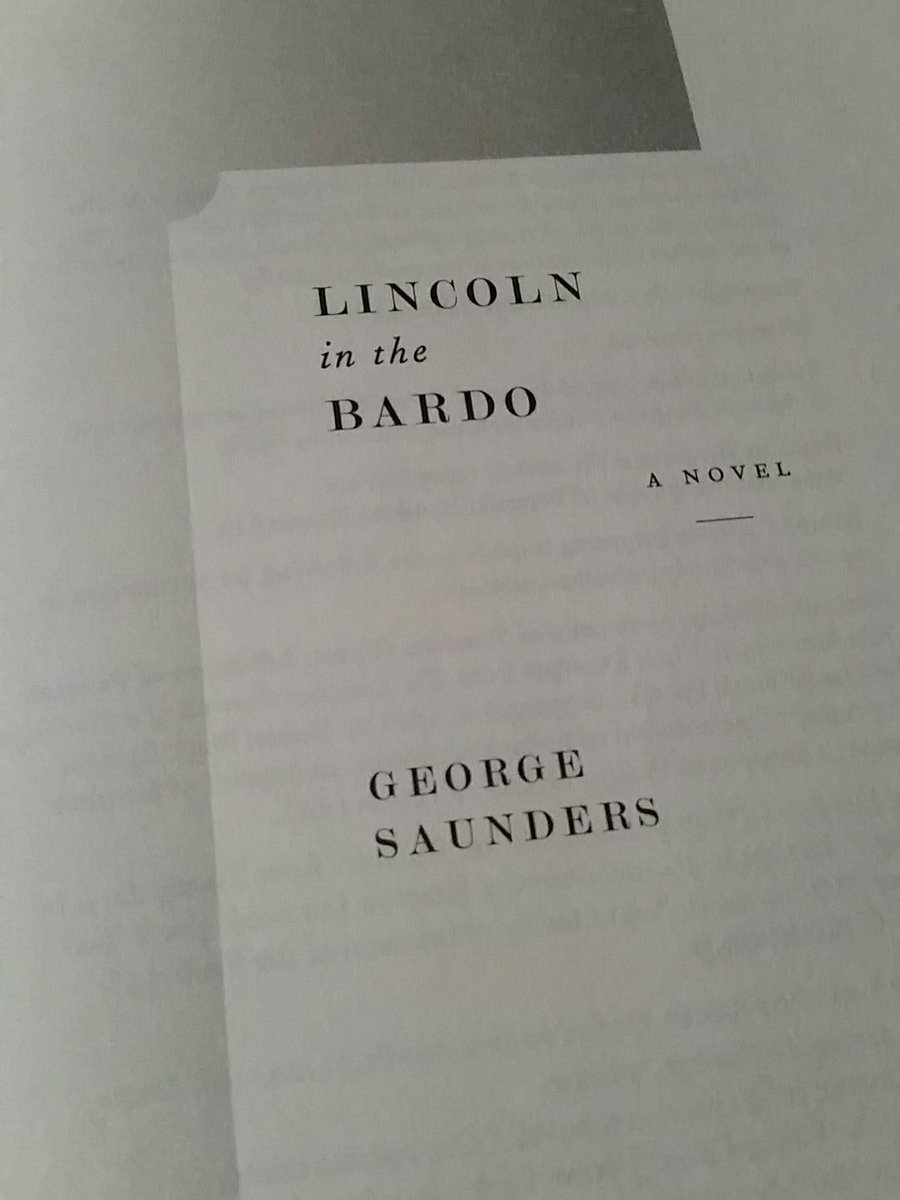 LINCOLN
in the
BARDO
A NOVEL
GEORGE
SAUNDERS